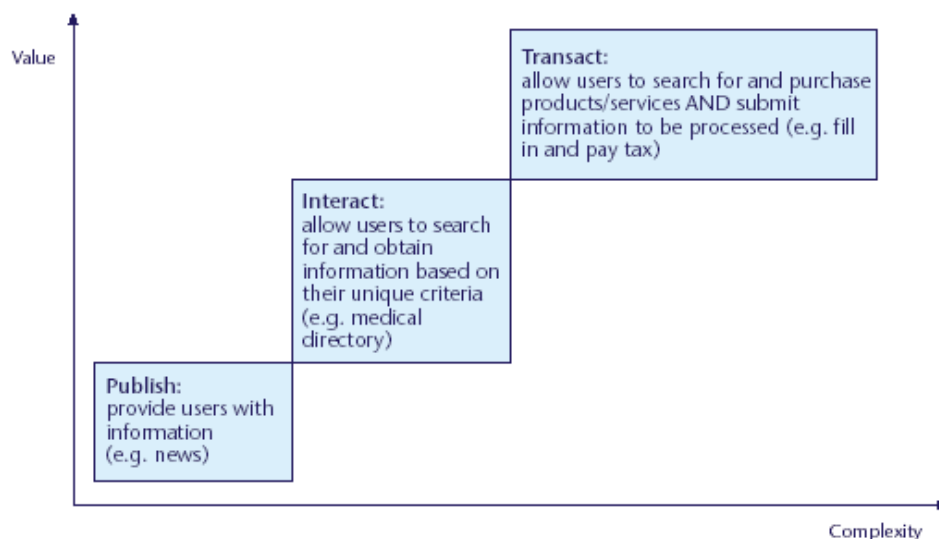 Value
Transact:
allow users to search for and purchase
products/services AND submit
information to be processed (e.g. fill
in and pay tax)
Interact:
allow users to search
for and obtain
information based on
their unique criteria
(e.g. medical
directory)
Publish:
provide users with
information
(e.g. news)
Complexity